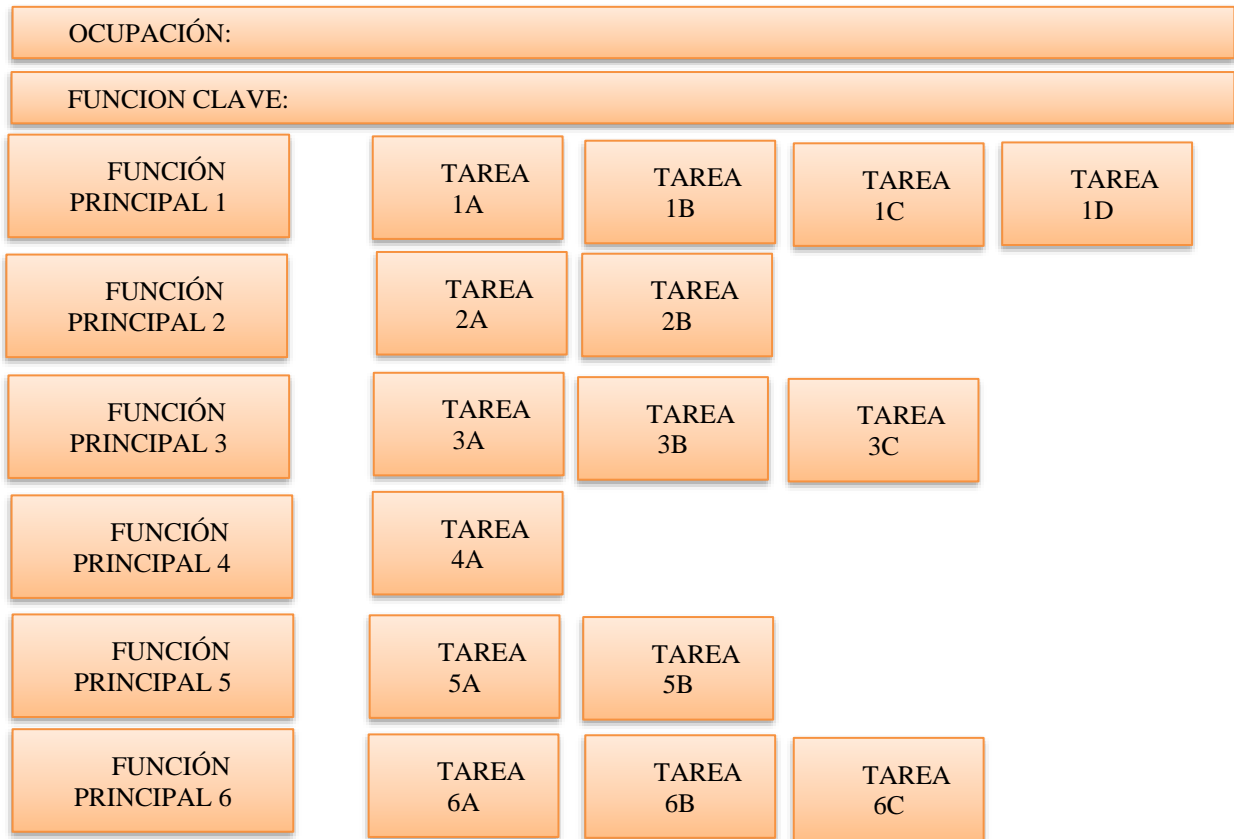 OCUPACIÓN:
FUNCION CLAVE:
FUNCIÓN
PRINCIPAL 1
TAREA
1A
TAREA
1B
TAREA
1C
TAREA
1D
FUNCIÓN
PRINCIPAL 2
TAREA
2A
TAREA
2B
FUNCIÓN
PRINCIPAL 3
TAREA
3A
TAREA
3B
TAREA
3C
FUNCIÓN
PRINCIPAL 4
TAREA
4A
FUNCIÓN
PRINCIPAL 5
TAREA
5A
TAREA
5B
FUNCIÓN
PRINCIPAL 6
TAREA
6A
TAREA
6B
TAREA
6C